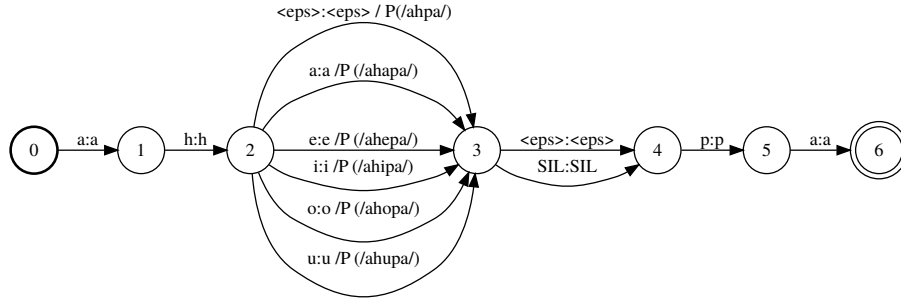 <eps>:<eps> / P(/ahpa/)
a:a /P (/ahapa/)
e:e /P (/ahepa/)
i:i /P (/ahipa/)
o:o /P (/ahopa/)
u:u /P (/ahupa/)
0
a:a
1
h:h
2
3
<eps>:<eps>
SIL:SIL
4
p:p
5
a:a
6